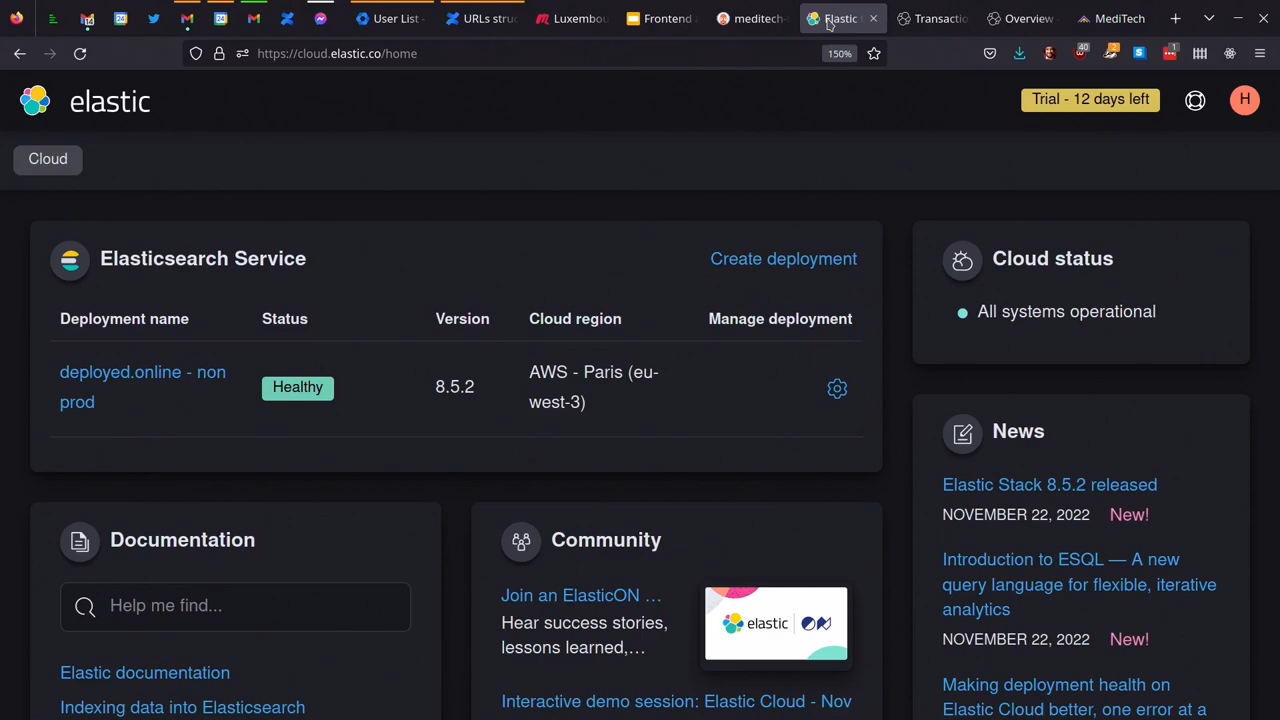 14
24
24
User List -
URLs struc
Luxembou
Frontend
meditech-
Elastic
Transactio
Overview
MediTech
https://cloud.elastic.co/home
150%
40
2
1
elastic
Trial - 12 days left
H
Cloud
Elasticsearch Service
Create deployment
Deployment name Status Version Cloud region Manage deployment
deployed.online - non
prod
Healthy
8.5.2
AWS - Paris (eu-
west-3)
Cloud status
All systems operational
News
Elastic Stack 8.5.2 released
NOVEMBER 22, 2022 New!
Introduction to ESQL — A new
query language for flexible, iterative
analytics
NOVEMBER 22, 2022 New!
Making deployment health on
Elastic Cloud better, one error at a
Documentation
Help me find...
Elastic documentation
Indexing data into Elasticsearch
Community
Join an ElasticON …
Hear success stories,
lessons learned,…
elastic
Interactive demo session: Elastic Cloud - Nov